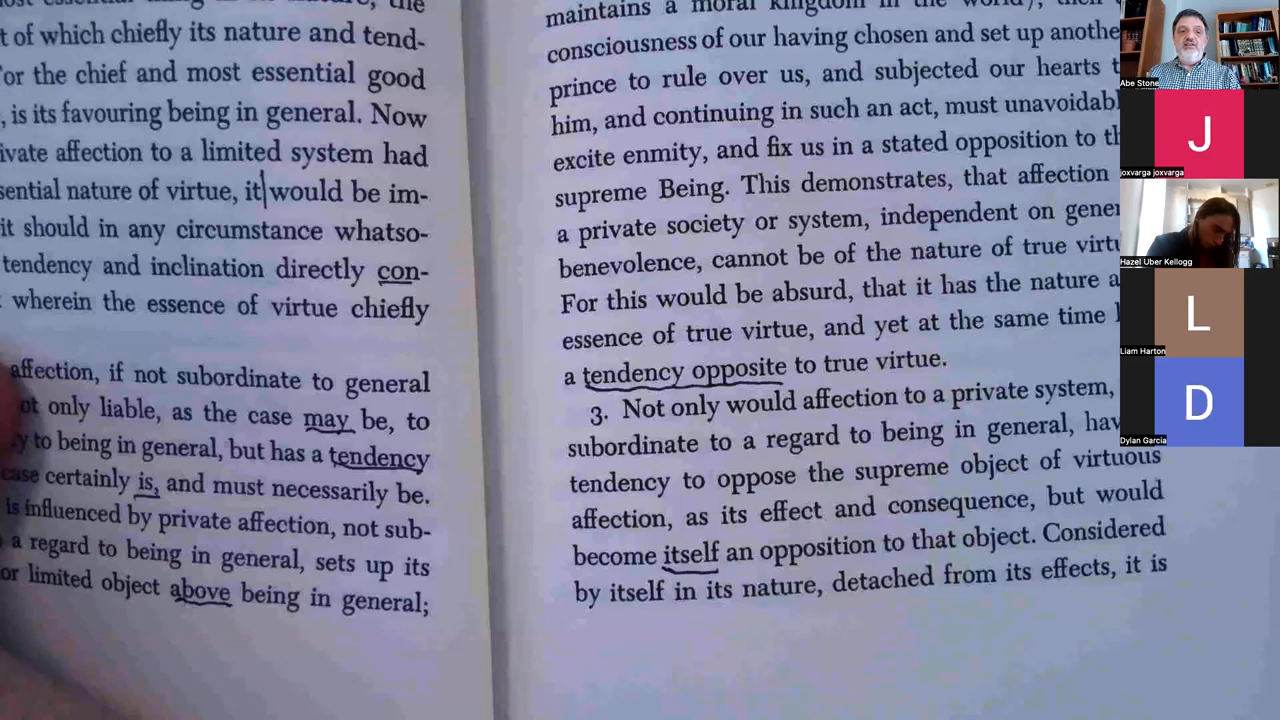 the
t of which chiefly its nature and tend-
or the chief and most essential good
, is its favouring being in general. Now
ivate affection to a limited system had
sential nature of virtue, it would be im-
it should in any circumstance whatso-
tendency and inclination directly con-
wherein the essence of virtue chiefly
affection, if not subordinate to general
ot only liable, as the case may be, to
y to being in general, but has a tendency
case certainly is, and must necessarily be.
is influenced by private affection, not sub-
a regard to being in general, sets up its
or limited object above being in general;
maintains a moral kingdom in the world),
consciousness of our having chosen and set up anothe
prince to rule over us, and subjected our hearts t
him, and continuing in such an act, must unavoidabl
excite enmity, and fix us in a stated opposition to th
supreme Being. This demonstrates, that affection
a private society or system, independent on gener
benevolence, cannot be of the nature of true virtu
For this would be absurd, that it has the nature a
essence of true virtue, and yet at the same time
a tendency opposite to true virtue.
3. Not only would affection to a private system,
subordinate to a regard to being in general, hav
tendency to oppose the supreme object of virtuous
affection, as its effect and consequence, but would
become itself an opposition to that object. Considered
by itself in its nature, detached from its effects, it is
Abe Stone
J
joxvarga joxvarga
Hazel Uber Kellogg
L
Liam Harton
D
Dylan Garcia